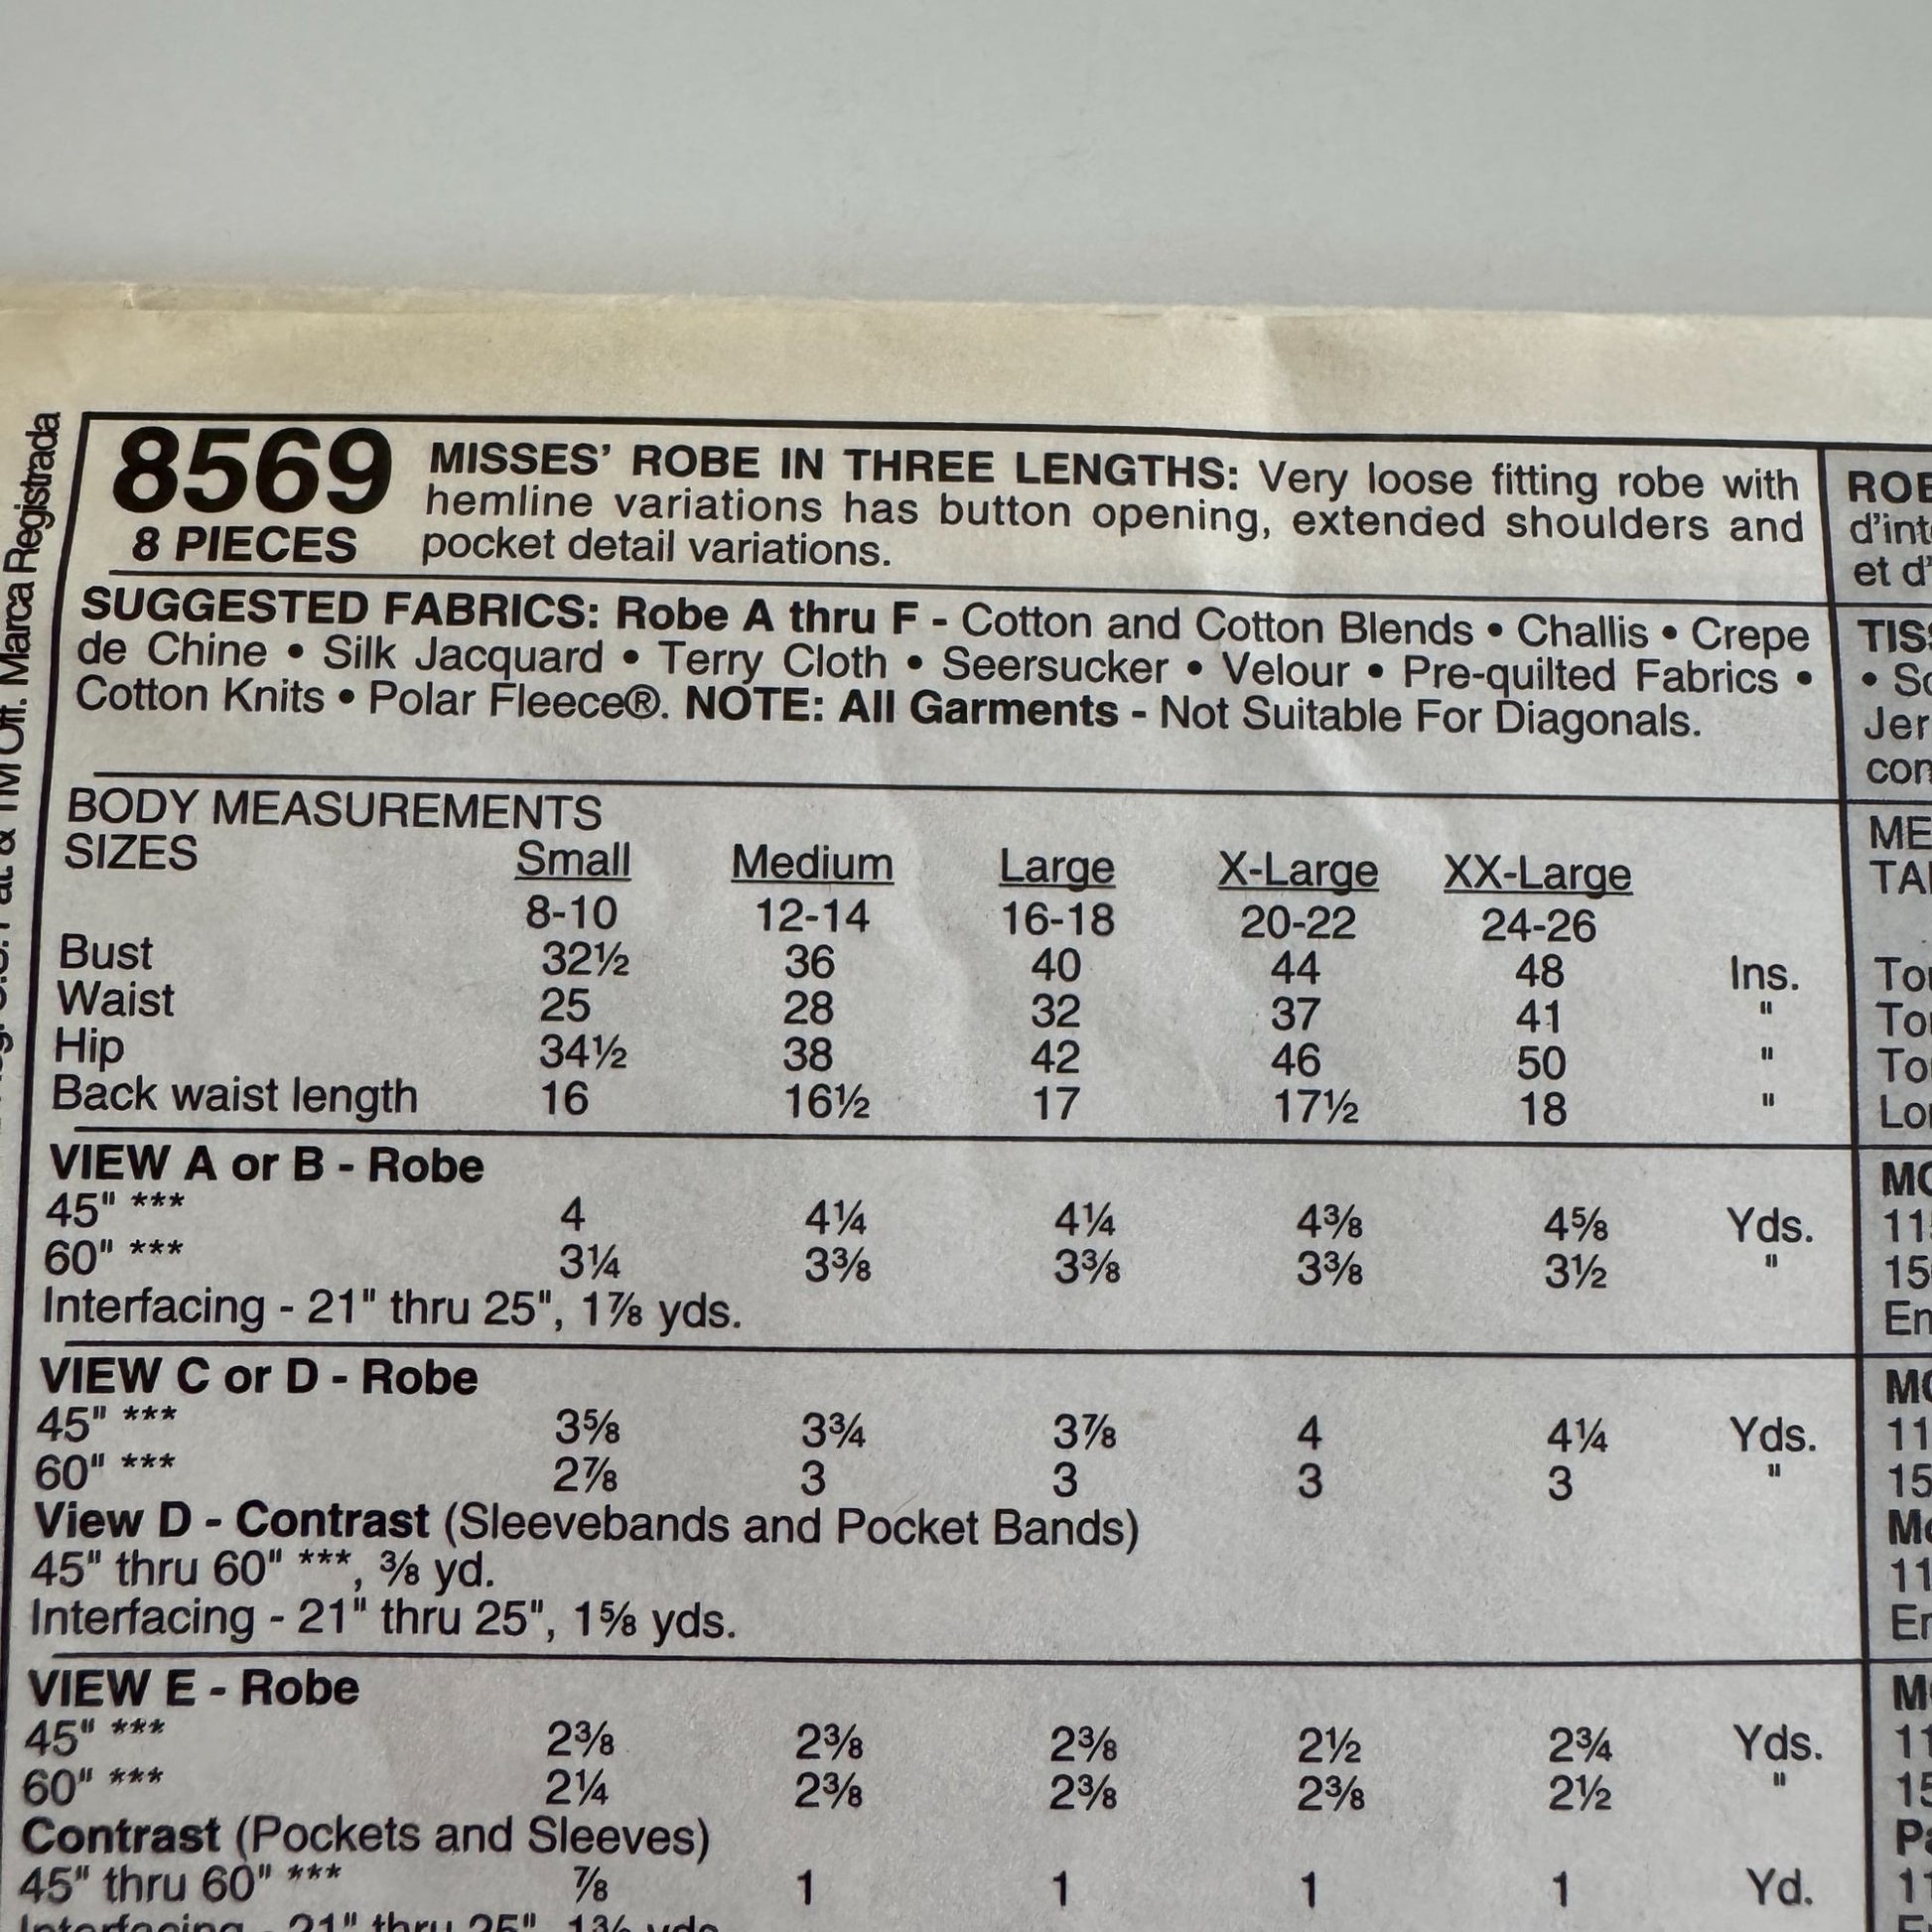 8569
8 PIECES
MISSES' ROBE IN THREE LENGTHS: Very loose fitting robe with
hemline variations has button opening, extended shoulders and
pocket detail variations.
SUGGESTED FABRICS: Robe A thru F - Cotton and Cotton Blends • Challis • Crepe
de Chine • Silk Jacquard • Terry Cloth • Seersucker • Velour • Pre-quilted Fabrics •
Cotton Knits • Polar Fleece®. NOTE: All Garments - Not Suitable For Diagonals.
BODY MEASUREMENTS
SIZES Small Medium Large X-Large XX-Large
8-10 12-14 16-18 20-22 24-26
Bust 32½ 36 40 44 48 Ins.
Waist 25 28 32 37 41 "
Hip 34½ 38 42 46 50 "
Back waist length 16 16½ 17 17½ 18 "
VIEW A or B - Robe
45" *** 4 4¼ 4¼ 4⅜ 4⅝ Yds.
60" *** 3¼ 3⅜ 3⅜ 3⅜ 3½ "
Interfacing - 21" thru 25", 1⅞ yds.
VIEW C or D - Robe
45" *** 3⅝ 3¾ 3⅞ 4 4¼ Yds.
60" *** 2⅞ 3 3 3 3 "
View D - Contrast (Sleevebands and Pocket Bands)
45" thru 60" ***, ⅜ yd.
Interfacing - 21" thru 25", 1⅝ yds.
VIEW E - Robe
45" *** 2⅜ 2⅜ 2⅜ 2½ 2¾ Yds.
60" *** 2¼ 2⅜ 2⅜ 2⅜ 2½ "
Contrast (Pockets and Sleeves)
45" thru 60" *** ⅞ 1 1 1 1 Yd.
Interfacing - 21" thru 25", yds.
& TM Off. Marca Registrada
d'int
et d'